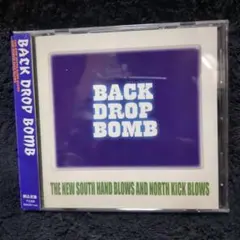 BACK DROP BOMB
BACK
DROP
BOMB
THE NEW SOUTH HAND BLOWS AND NORTH KICK BLOWS